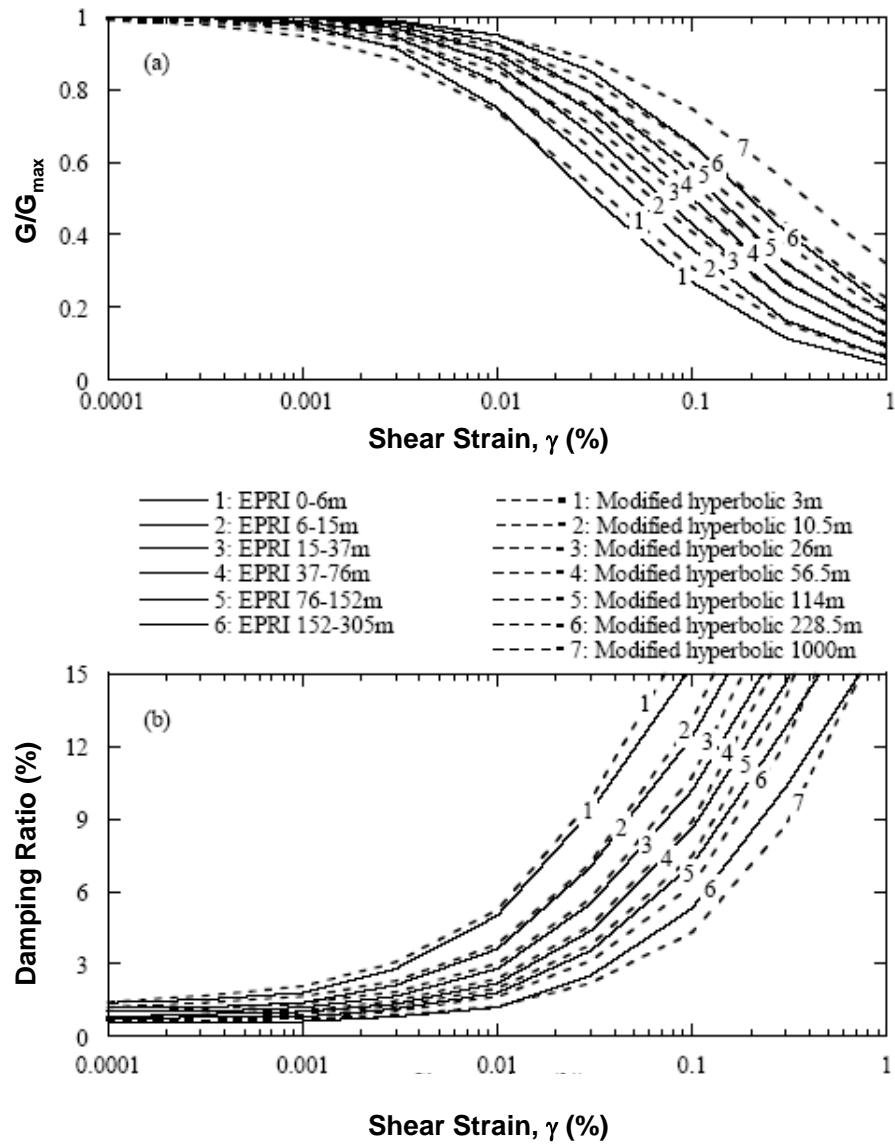 1
0.8
0.6
0.4
0.2
0
G/Gmax
(a)
7
6
5
4
3
2
1
6
5
4
3
2
1
0.0001 0.001 0.01 0.1 1
Shear Strain, γ (%)
1: EPRI 0-6m
2: EPRI 6-15m
3: EPRI 15-37m
4: EPRI 37-76m
5: EPRI 76-152m
6: EPRI 152-305m
1: Modified hyperbolic 3m
2: Modified hyperbolic 10.5m
3: Modified hyperbolic 26m
4: Modified hyperbolic 56.5m
5: Modified hyperbolic 114m
6: Modified hyperbolic 228.5m
7: Modified hyperbolic 1000m
15
12
9
6
3
0
Damping Ratio (%)
(b)
1
2
3
4
5
6
7
1
2
3
4
5
6
0.0001 0.001 0.01 0.1 1
Shear Strain, γ (%)